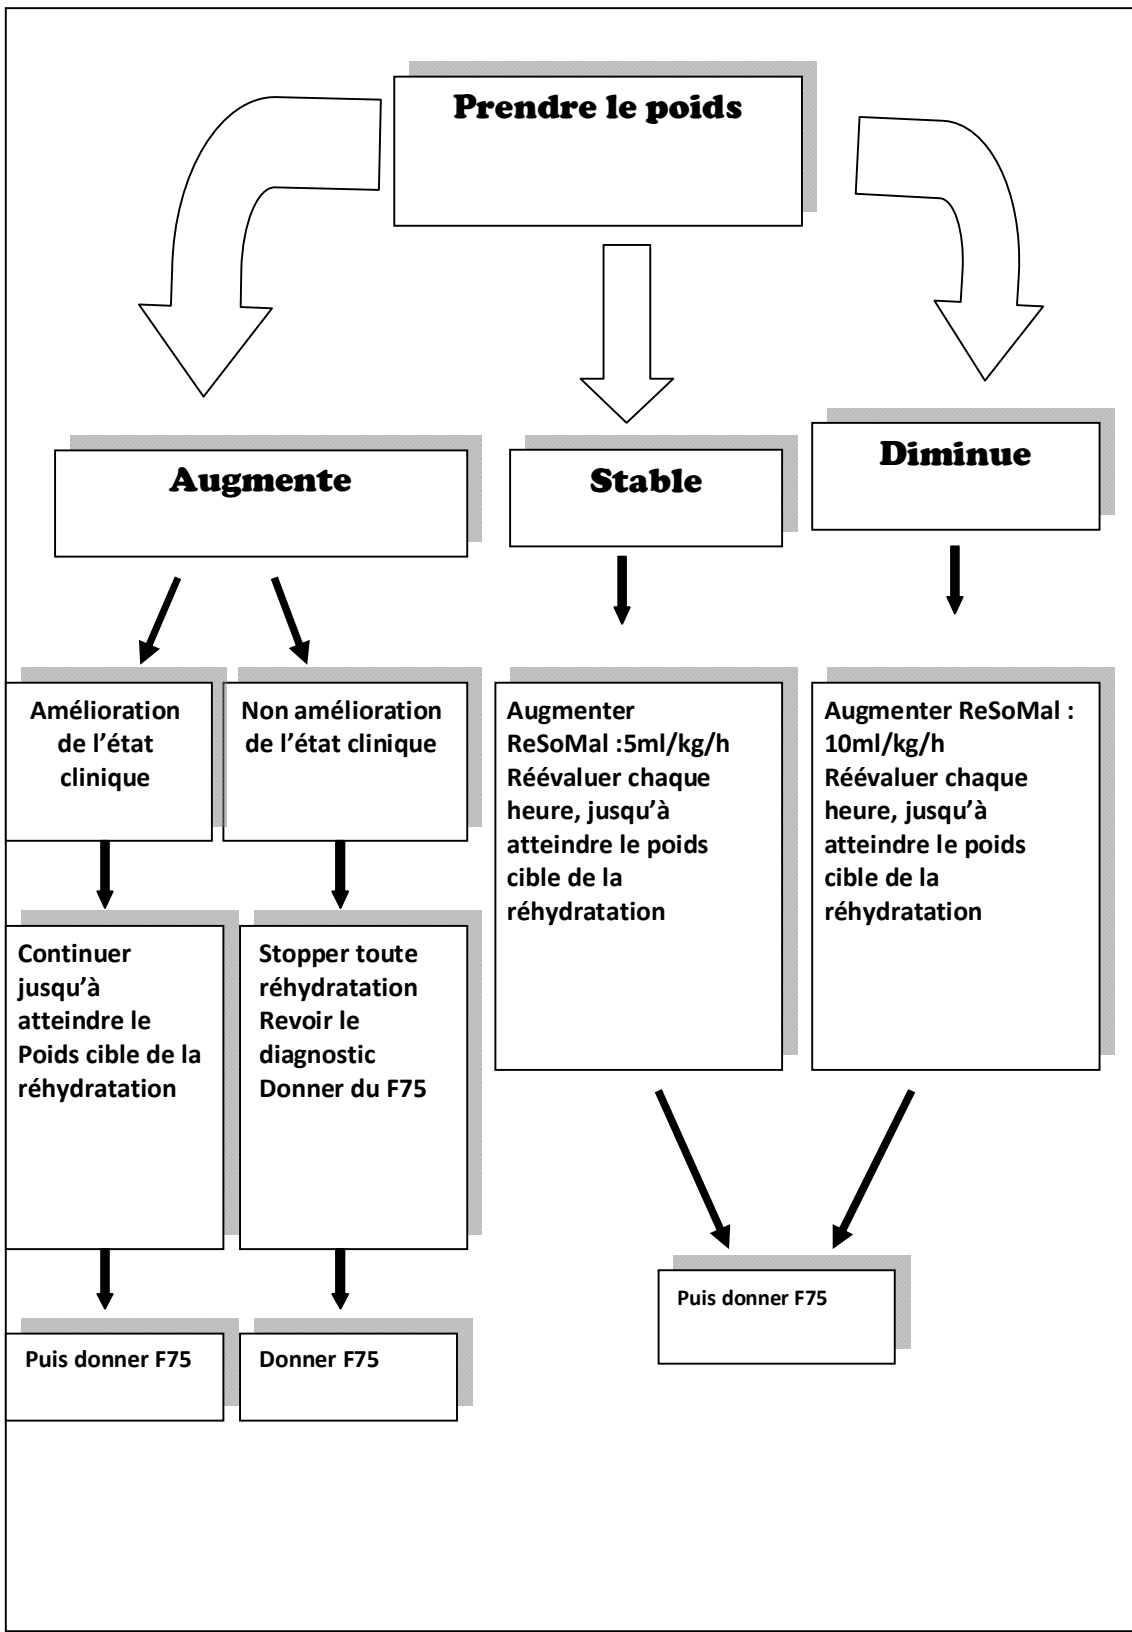 Prendre le poids
Augmente
Stable
Diminue
Amélioration
de l’état
clinique
Non amélioration
de l’état clinique
Augmenter
ReSoMal :5ml/kg/h
Réévaluer chaque
heure, jusqu’à
atteindre le poids
cible de la
réhydratation
Augmenter ReSoMal :
10ml/kg/h
Réévaluer chaque
heure, jusqu’à
atteindre le poids
cible de la
réhydratation
Continuer
jusqu’à
atteindre le
Poids cible de la
réhydratation
Stopper toute
réhydratation
Revoir le
diagnostic
Donner du F75
Puis donner F75
Donner F75
Puis donner F75